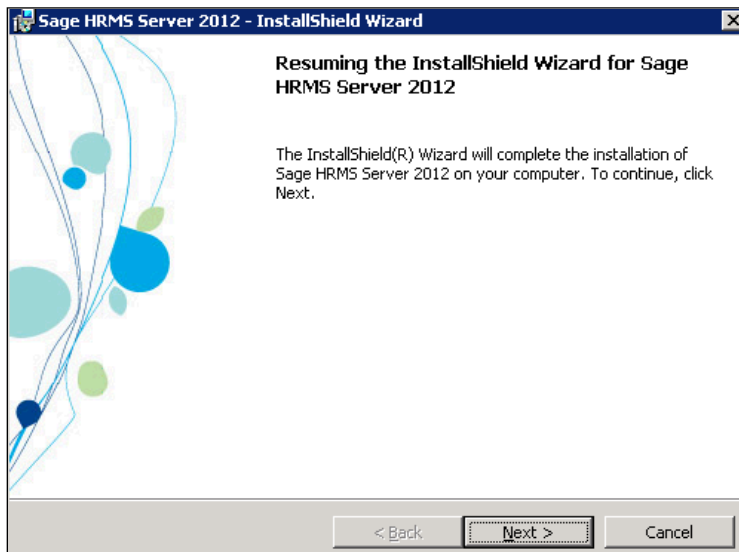 Sage HRMS Server 2012 - InstallShield Wizard
Resuming the InstallShield Wizard for Sage
HRMS Server 2012
The InstallShield(R) Wizard will complete the installation of
Sage HRMS Server 2012 on your computer. To continue, click
Next.
< Back
Next >
Cancel